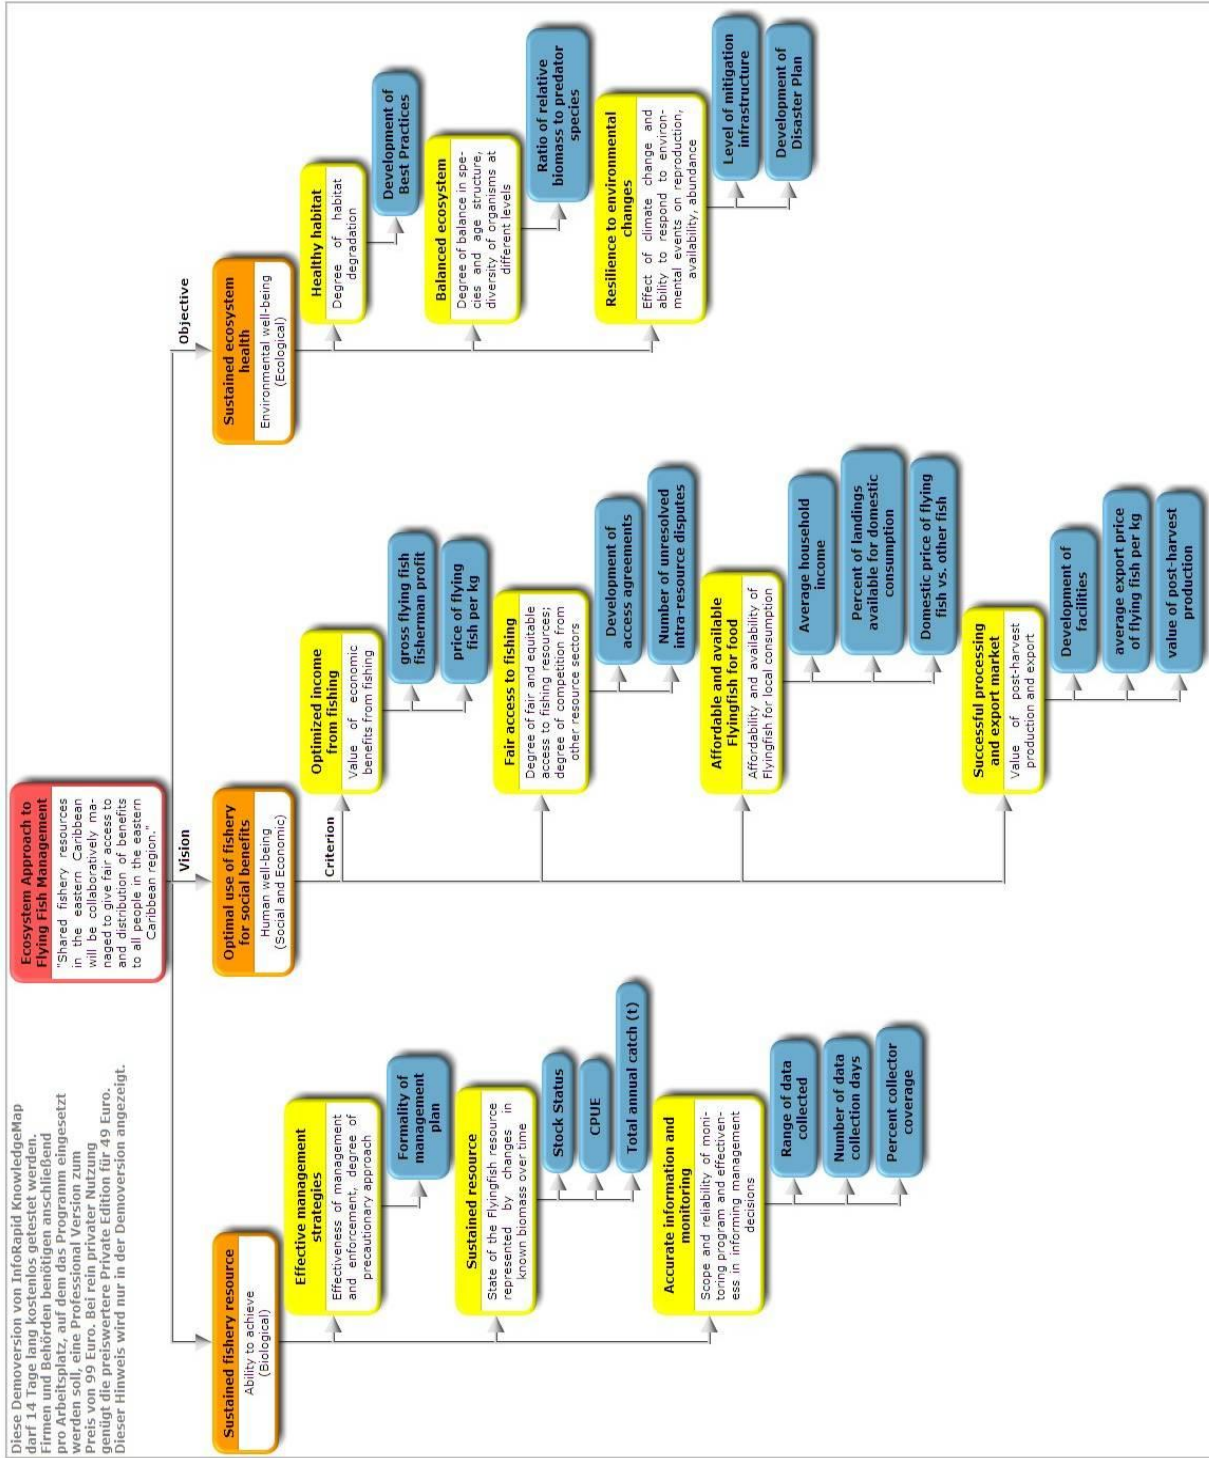 Diese Demoversion von InfoRapid KnowledgeMap
darf 14 Tage lang kostenlos getestet werden.
Firmen und Behörden benötigen anschließend
pro Arbeitsplatz, auf dem das Programm eingesetzt
werden soll, eine Professional Version zum
Preis von 99 Euro. Bei rein privater Nutzung
genügt die preiswertere Private Edition für 49 Euro.
Dieser Hinweis wird nur in der Demoversion angezeigt.
Ecosystem Approach to
Flying Fish Management
"Shared fishery resources
in the eastern Caribbean
will be collaboratively ma-
naged to give fair access to
and distribution of benefits
to all people in the eastern
Caribbean region."
Vision
Objective
Sustained fishery resource
Ability to achieve
(Biological)
Effective management
strategies
Effectiveness of management
and enforcement, degree of
precautionary approach
Formality of
management
plan
Sustained resource
State of the Flyingfish resource
represented by changes in
known biomass over time
Stock Status
CPUE
Total annual catch (t)
Accurate information and
monitoring
Scope and reliability of moni-
toring program and effectiven-
ess in informing management
decisions
Range of data
collected
Number of data
collection days
Percent collector
coverage
Optimal use of fishery
for social benefits
Human well-being
(Social and Economic)
Criterion
Optimized income
from fishing
Value of economic
benefits from fishing
gross flying fish
fisherman profit
price of flying
fish per kg
Fair access to fishing
Degree of fair and equitable
access to fishing resources;
degree of competition from
other resource sectors
Development of
access agreements
Number of unresolved
intra-resource disputes
Affordable and available
Flyingfish for food
Affordability and availability of
Flyingfish for local consumption
Average household
income
Percent of landings
available for domestic
consumption
Domestic price of flying
fish vs. other fish
Successful processing
and export market
Value of post-harvest
production and export
Development of
facilities
average export price
of flying fish per kg
value of post-harvest
production
Sustained ecosystem
health
Environmental well-being
(Ecological)
Healthy habitat
Degree of habitat
degradation
Development of
Best Practices
Balanced ecosystem
Degree of balance in spe-
cies and age structure,
diversity of organisms at
different levels
Ratio of relative
biomass to predator
species
Resilience to environmental
changes
Effect of climate change and
ability to respond to environ-
mental events on reproduction,
availability, abundance
Level of mitigation
infrastructure
Development of
Disaster Plan